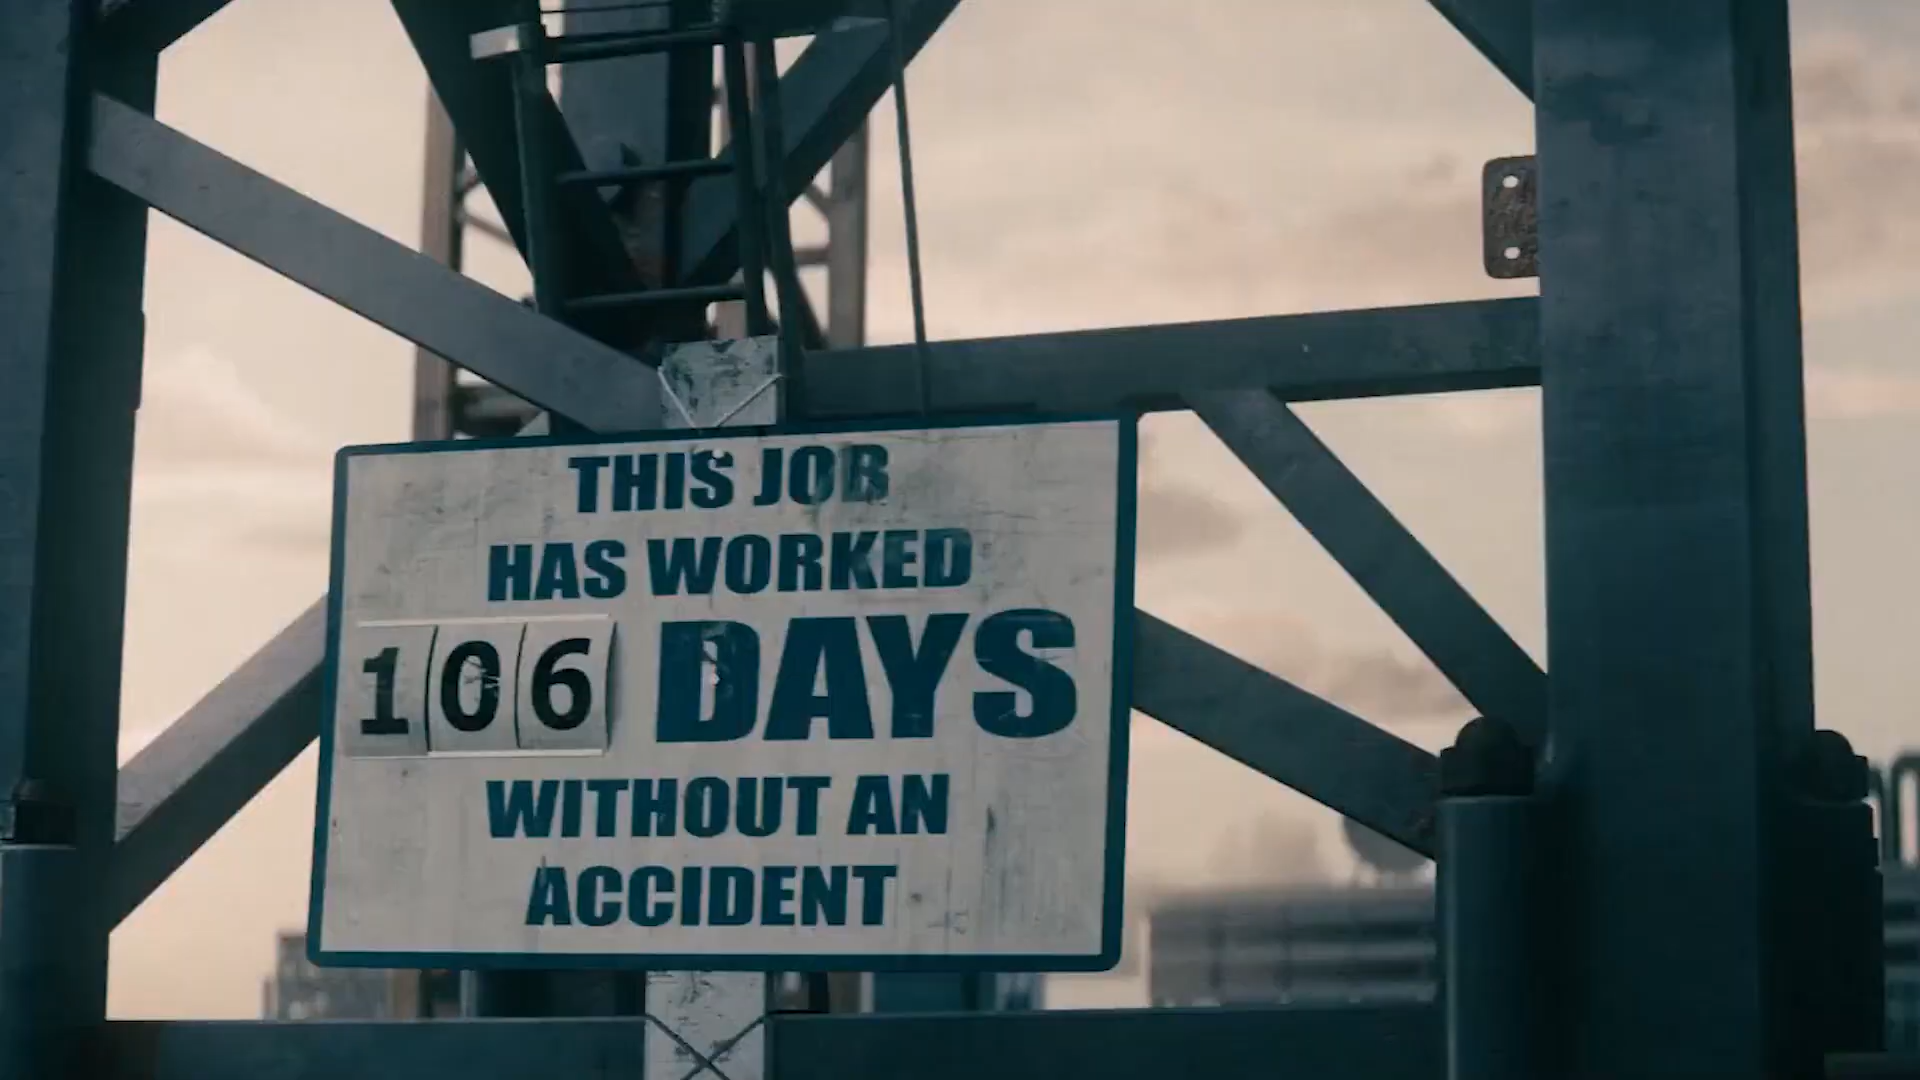 THIS JOB
HAS WORKED
106 DAYS
WITHOUT AN
ACCIDENT